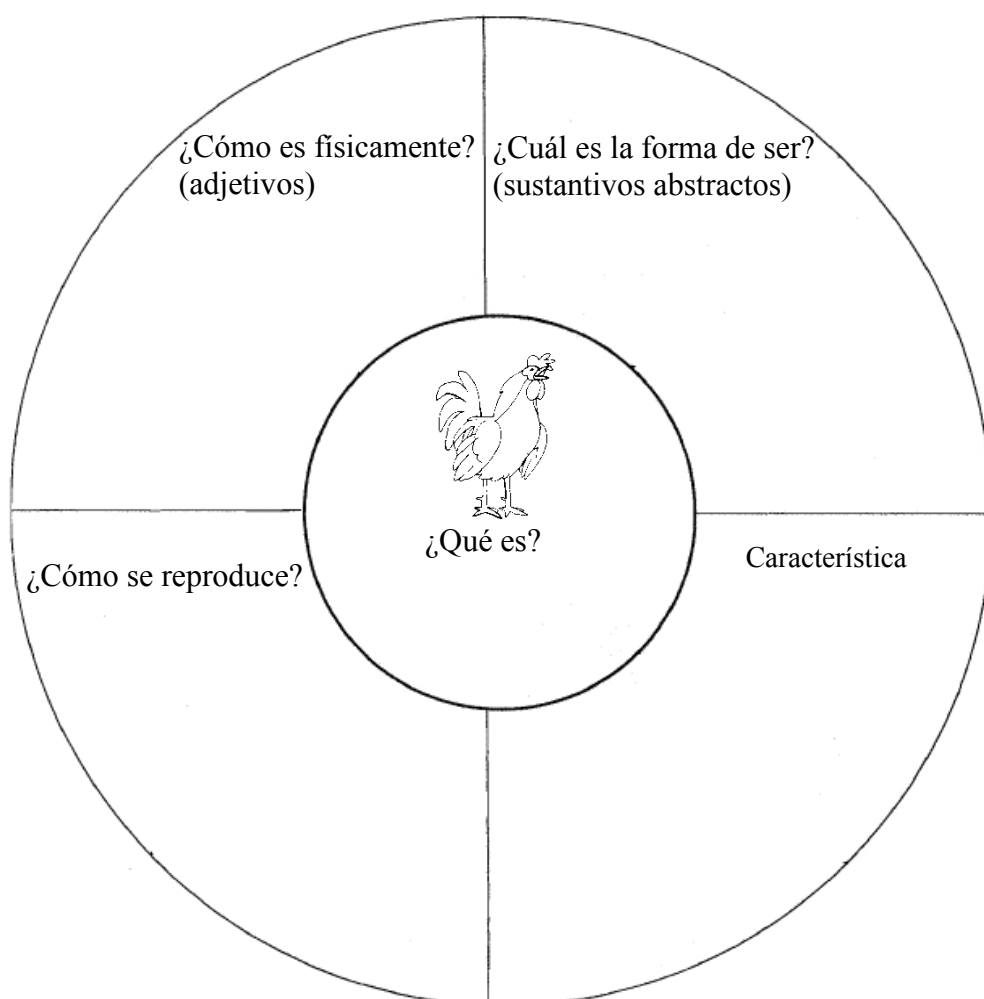 ¿Cómo es físicamente?
(adjetivos)
¿Cuál es la forma de ser?
(sustantivos abstractos)
¿Qué es?
¿Cómo se reproduce?
Característica